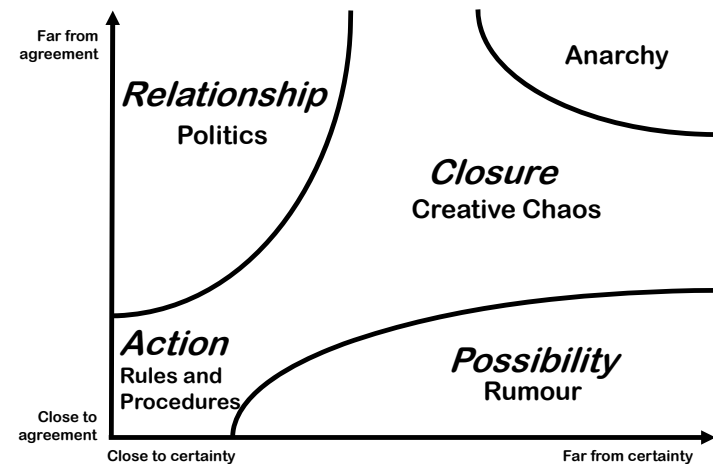 Far from
agreement
Anarchy
Relationship
Politics
Closure
Creative Chaos
Action
Rules and
Procedures
Possibility
Rumour
Close to
agreement
Close to certainty
Far from certainty